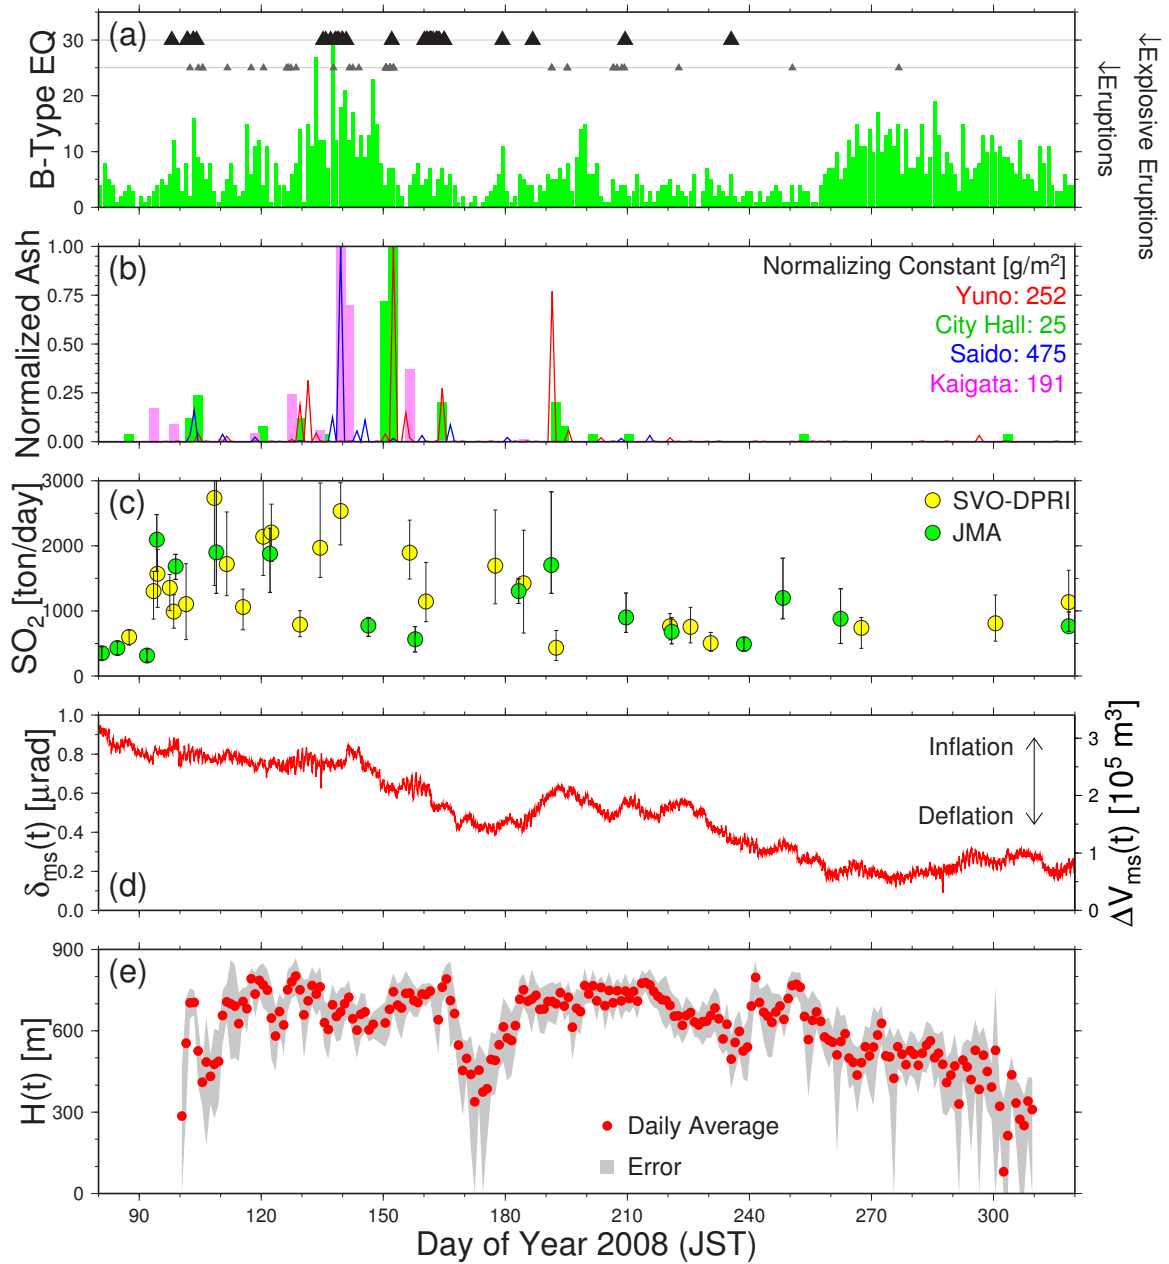 (a)
B-Type EQ
30
20
10
0
↓Eruptions
↓Explosive Eruptions
(b)
Normalized Ash
1.00
0.75
0.50
0.25
0.00
Normalizing Constant [g/m²]
Yuno: 252
City Hall: 25
Saido: 475
Kaigata: 191
(c)
SO₂ [ton/day]
3000
2000
1000
0
SVO-DPRI
JMA
(d)
δms(t) [μrad]
1.0
0.8
0.6
0.4
0.2
0.0
Inflation
Deflation
3
2
1
0
ΔVms(t) [10⁵ m³]
(e)
H(t) [m]
900
600
300
0
Daily Average
Error
90 120 150 180 210 240 270 300
Day of Year 2008 (JST)